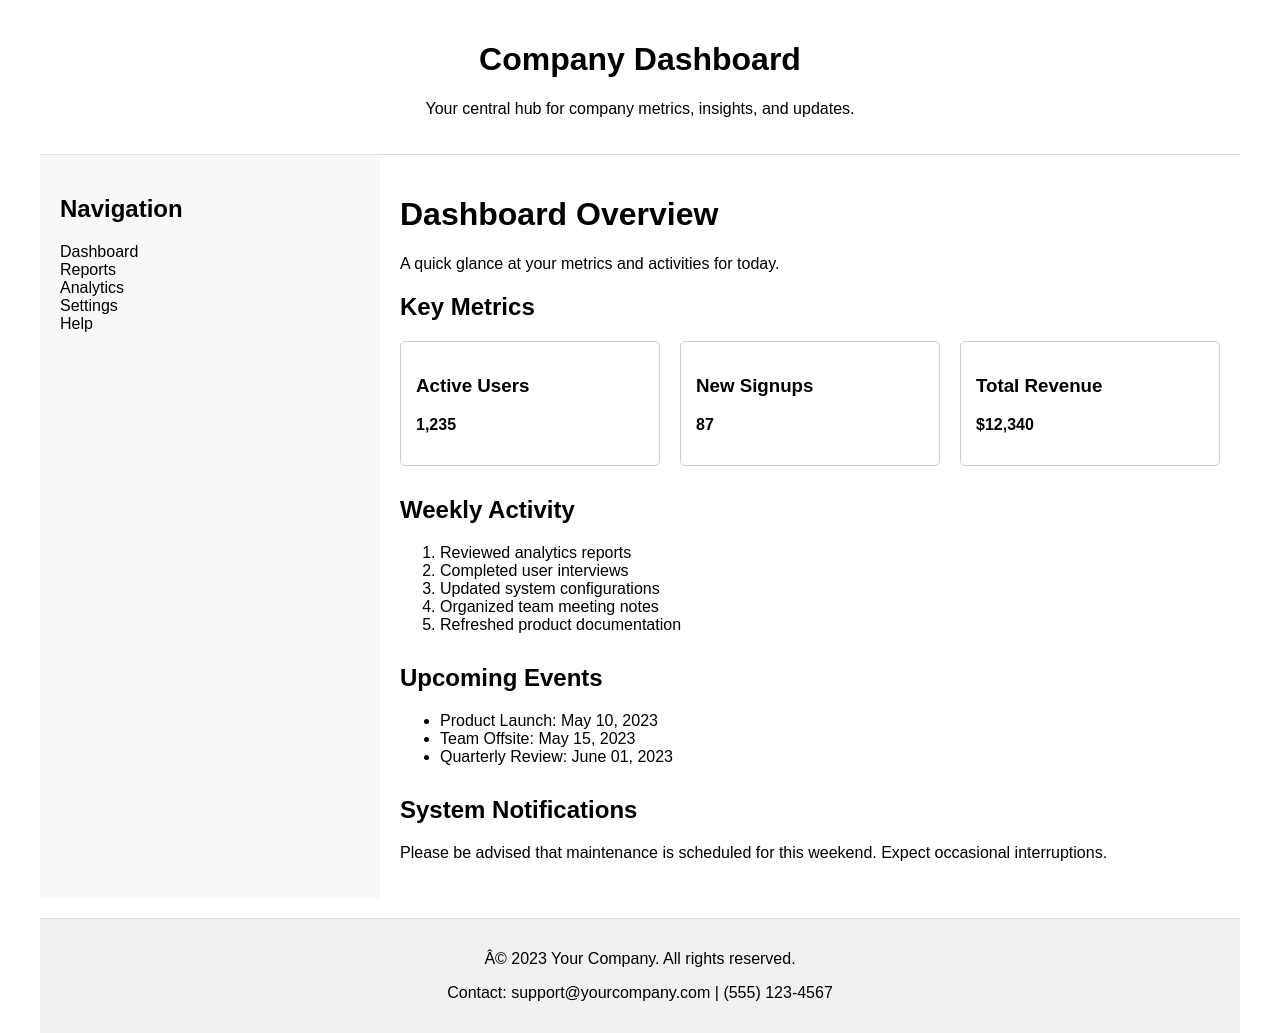 Company Dashboard
Your central hub for company metrics, insights, and updates.
Navigation
Dashboard
Reports
Analytics
Settings
Help
Dashboard Overview
A quick glance at your metrics and activities for today.
Key Metrics
Active Users
1,235
New Signups
87
Total Revenue
$12,340
Weekly Activity
1. Reviewed analytics reports
2. Completed user interviews
3. Updated system configurations
4. Organized team meeting notes
5. Refreshed product documentation
Upcoming Events
• Product Launch: May 10, 2023
• Team Offsite: May 15, 2023
• Quarterly Review: June 01, 2023
System Notifications
Please be advised that maintenance is scheduled for this weekend. Expect occasional interruptions.
Â© 2023 Your Company. All rights reserved.
Contact: support@yourcompany.com | (555) 123-4567